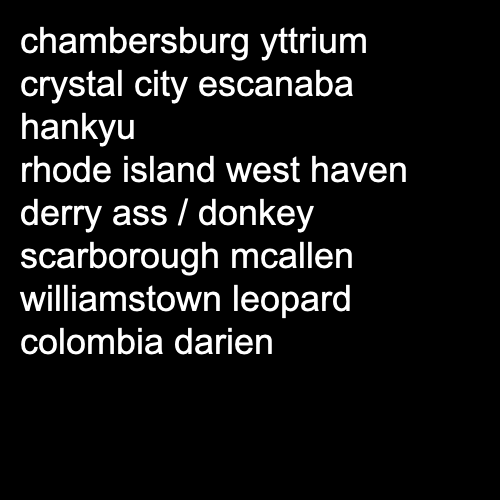 chambersburg yttrium
crystal city escanaba
hankyu
rhode island west haven
derry ass / donkey
scarborough mcallen
williamstown leopard
colombia darien